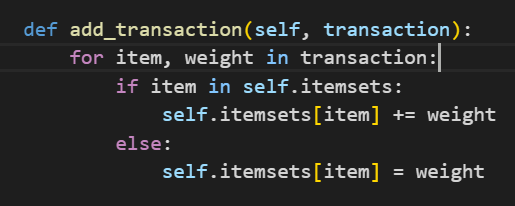 def add_transaction(self, transaction):
    for item, weight in transaction:
        if item in self.itemsets:
            self.itemsets[item] += weight
        else:
            self.itemsets[item] = weight